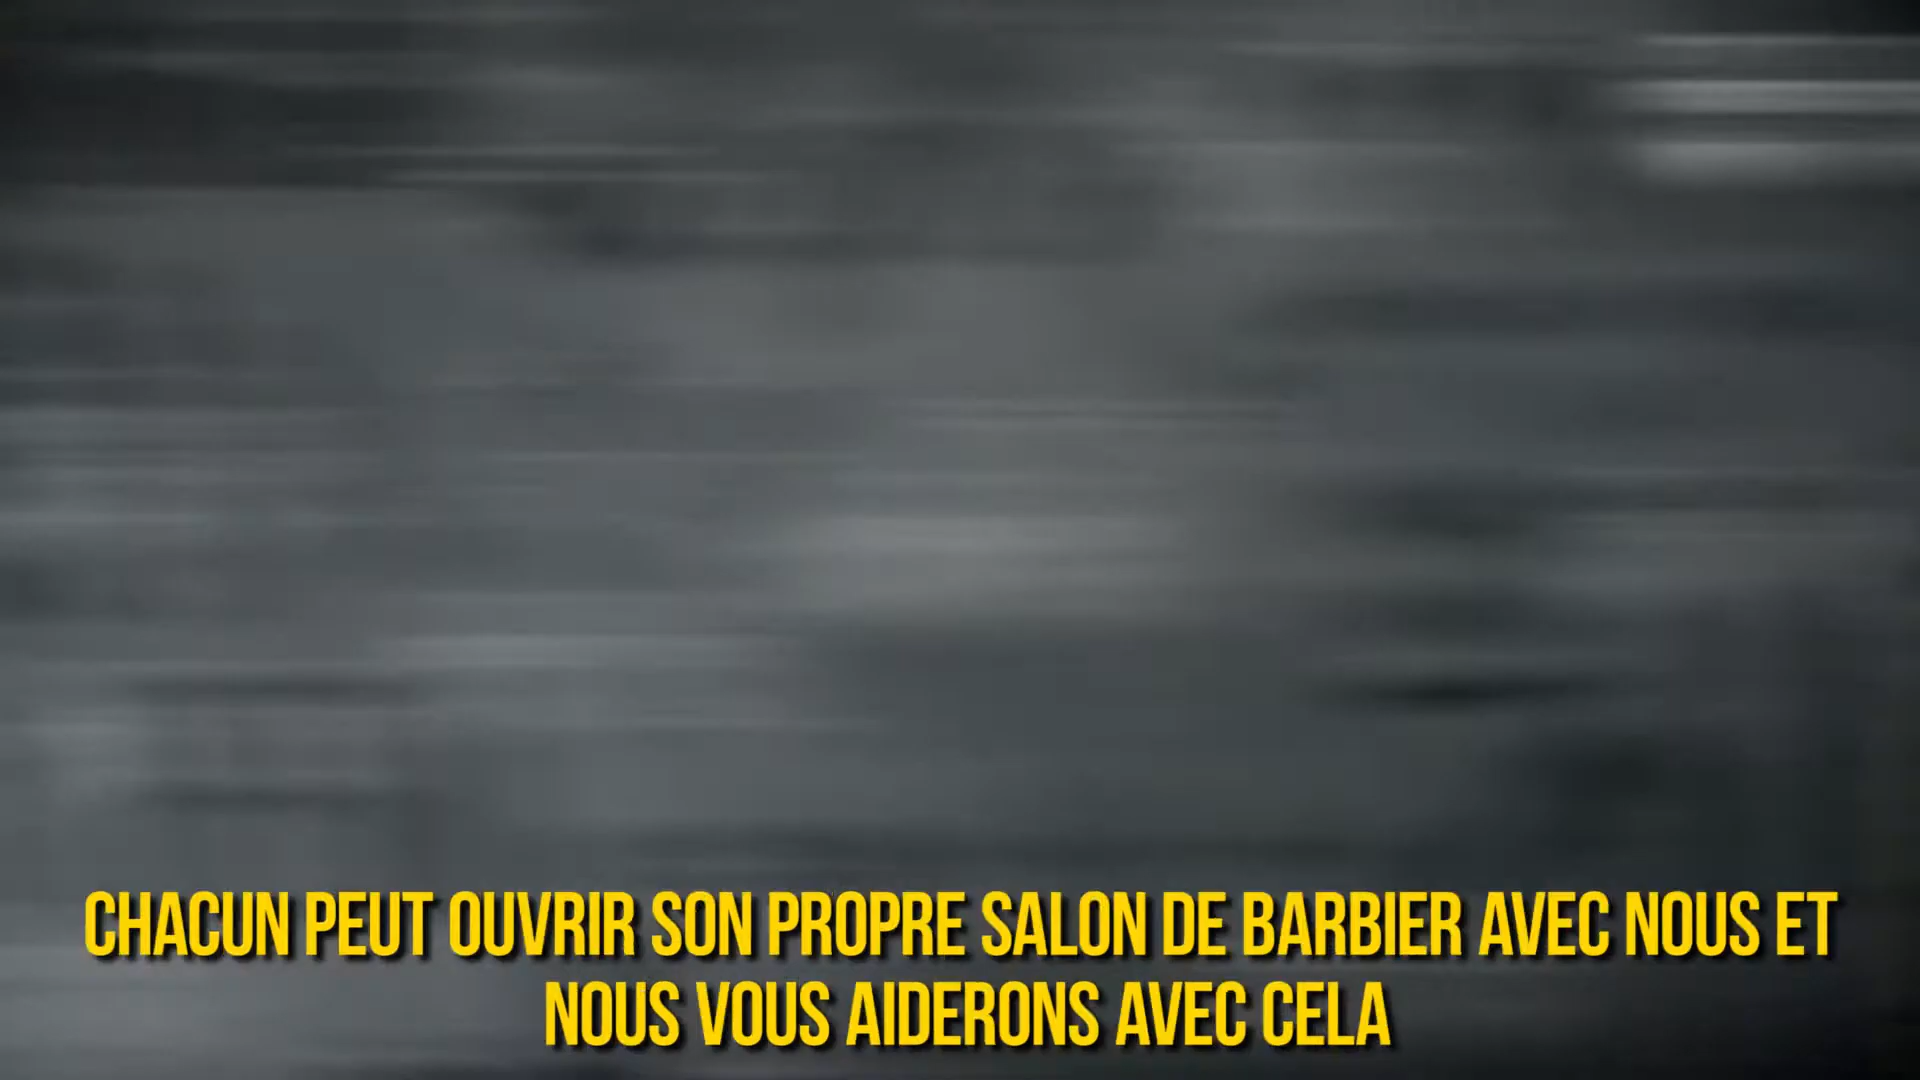 CHACUN PEUT OUVRIR SON PROPRE SALON DE BARBIER AVEC NOUS ET
NOUS VOUS AIDERONS AVEC CELA